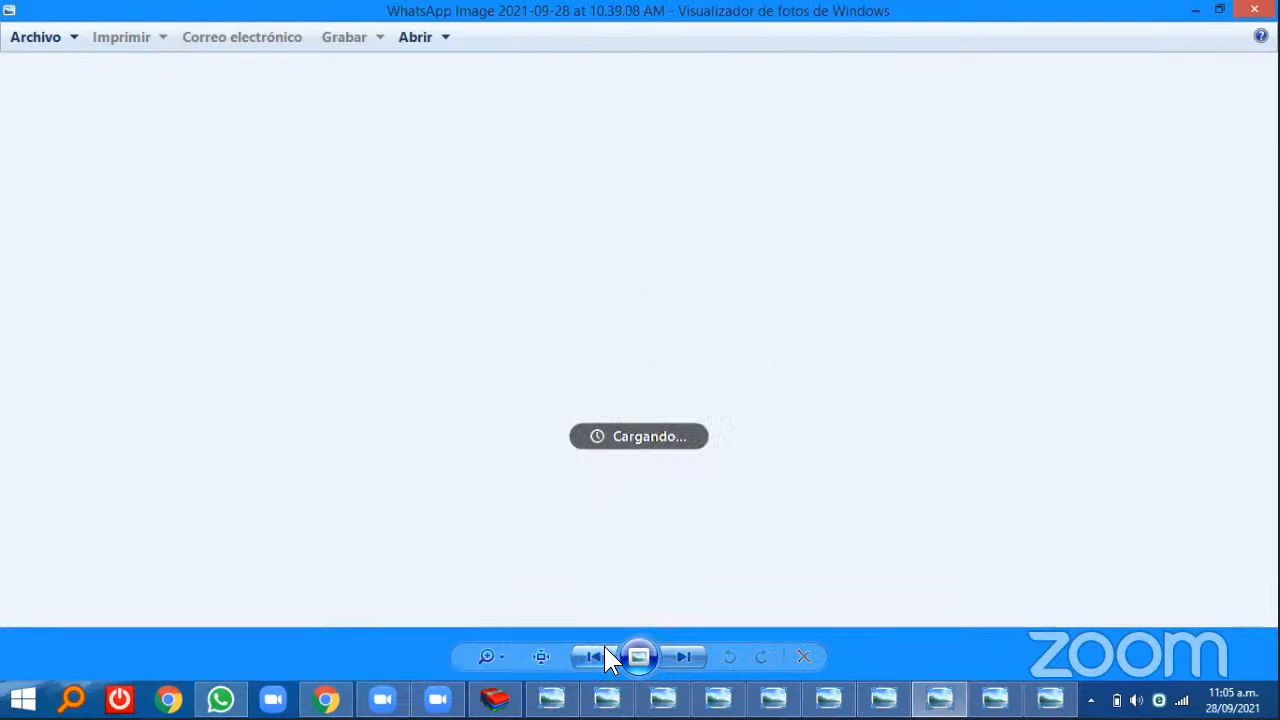 WhatsApp Image 2021-09-28 at 10.39.08 AM - Visualizador de fotos de Windows
Archivo Imprimir Correo electrónico Grabar Abrir
Cargando...
zoom
11:05 a.m.
28/09/2021